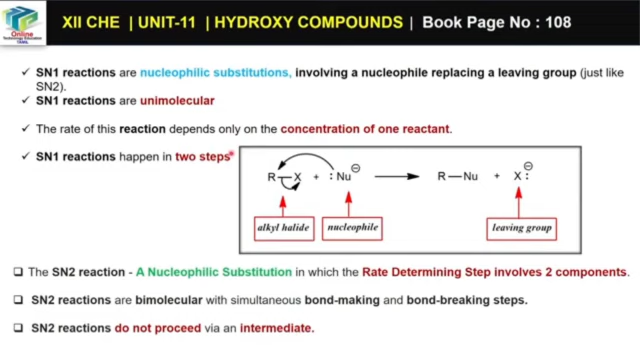 XII CHE | UNIT-11 | HYDROXY COMPOUNDS | Book Page No : 108
Online
Technology Education
✓ SN1 reactions are nucleophilic substitutions, involving a nucleophile replacing a leaving group (just like
SN2).
✓ SN1 reactions are unimolecular
✓ The rate of this reaction depends only on the concentration of one reactant.
✓ SN1 reactions happen in two steps
R—X + :Nu⊖ → R—Nu + X:⊖
alkyl halide nucleophile leaving group
❑ The SN2 reaction - A Nucleophilic Substitution in which the Rate Determining Step involves 2 components.
❑ SN2 reactions are bimolecular with simultaneous bond-making and bond-breaking steps.
❑ SN2 reactions do not proceed via an intermediate.